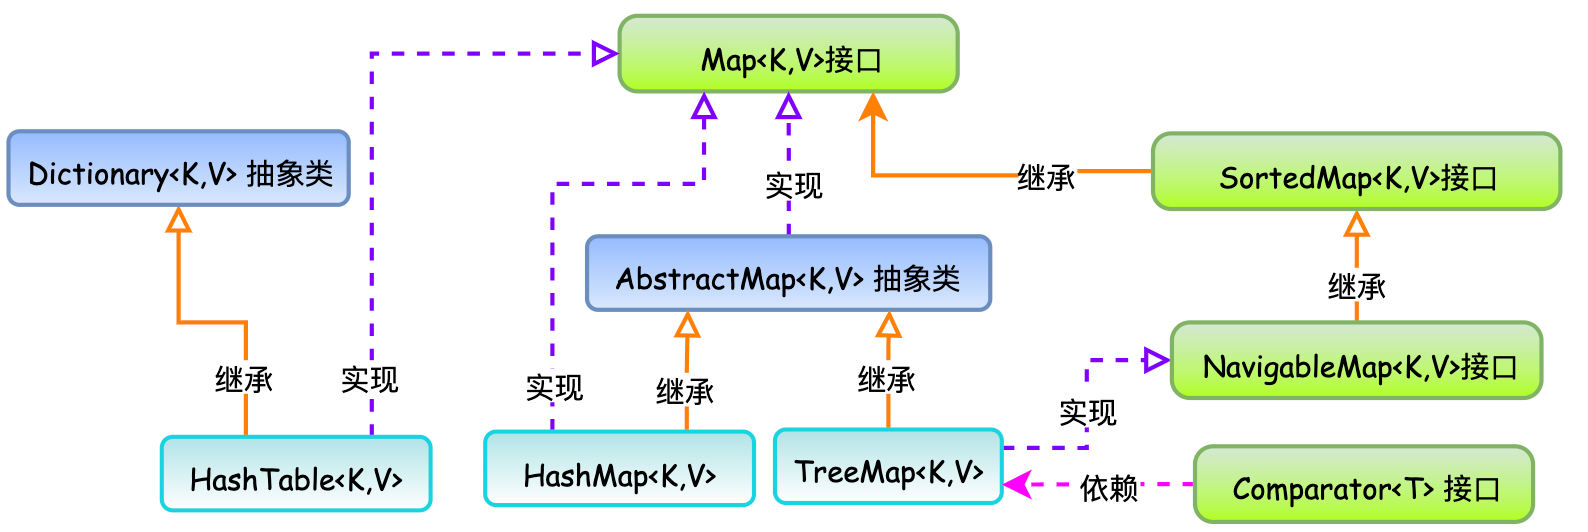 Map<K,V>接口
Dictionary<K,V> 抽象类
实现
继承
SortedMap<K,V>接口
AbstractMap<K,V> 抽象类
继承
NavigableMap<K,V>接口
继承
实现
实现
继承
继承
实现
HashTable<K,V>
HashMap<K,V>
TreeMap<K,V>
依赖
Comparator<T> 接口